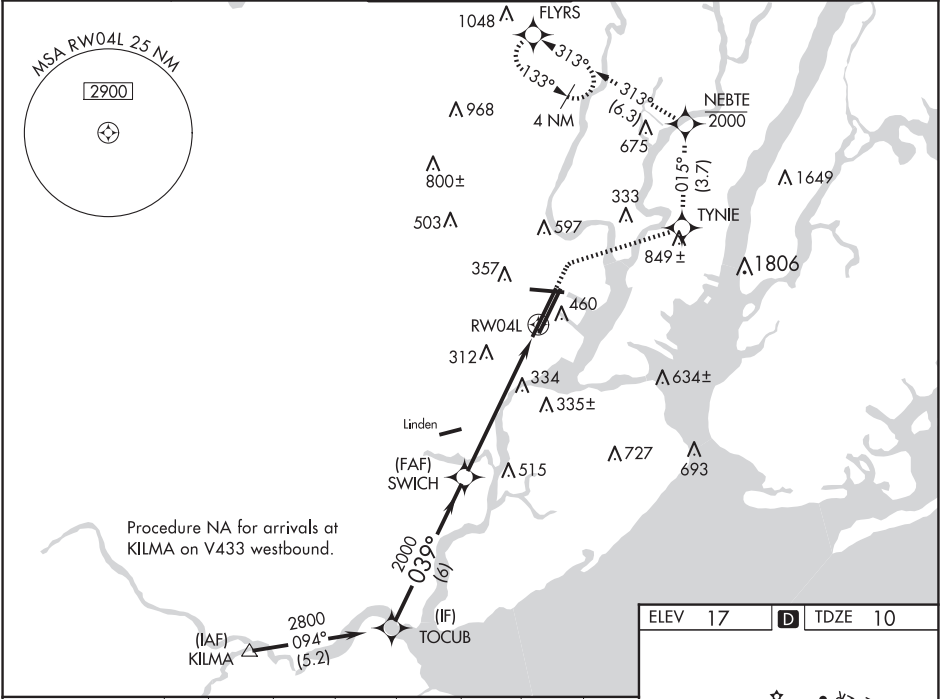 1048
FLYRS
MSA RW04L 25 NM
2900
313°
133°
4 NM
313°
(6.3)
NEBTE
2000
968
675
800±
015°
(3.7)
1649
333
503
597
TYNIE
849±
1806
357
460
RW04L
312
334
634±
335±
Linden
(FAF)
SWICH
515
727
693
Procedure NA for arrivals at
KILMA on V433 westbound.
2000
039°
(6)
(IAF)
KILMA
2800
094°
(5.2)
(IF)
TOCUB
ELEV 17
D
TDZE 10